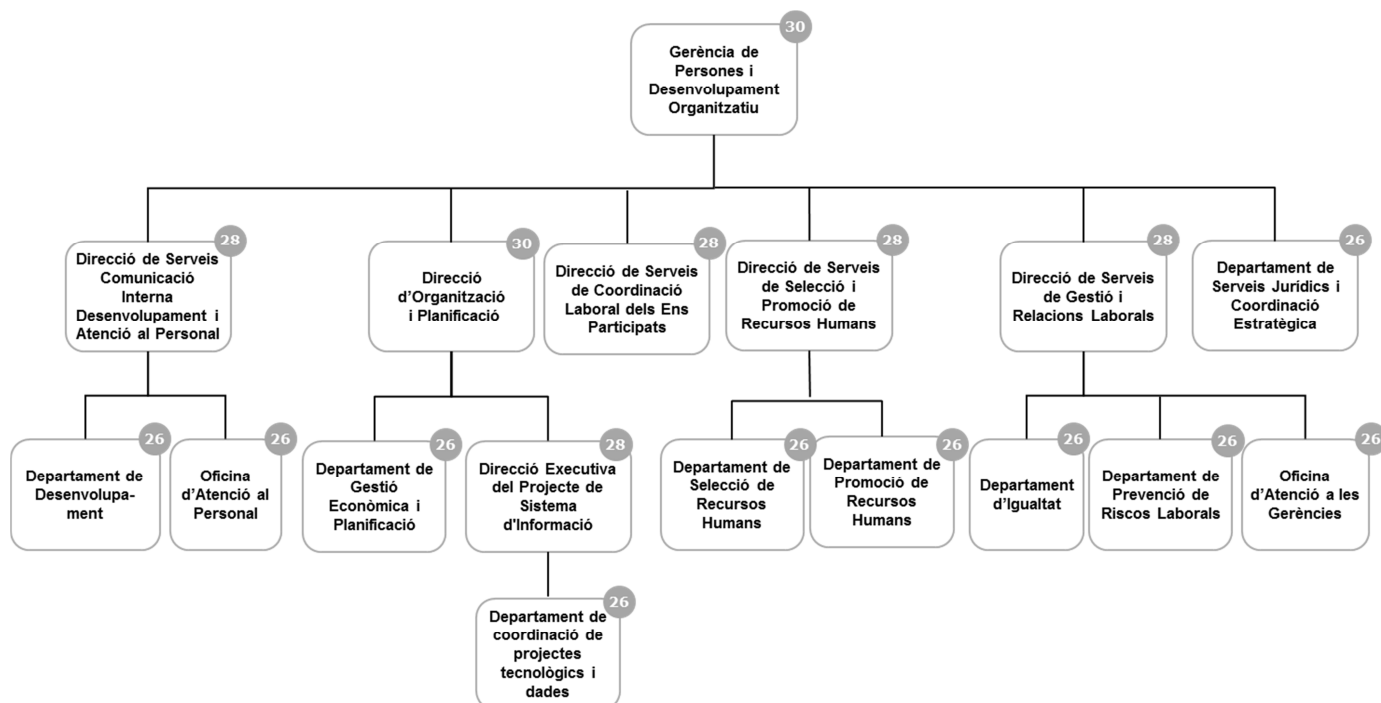 30
Gerència de
Persones i
Desenvolupament
Organitzatiu
28
Direcció de Serveis
Comunicació
Interna
Desenvolupament i
Atenció al Personal
30
Direcció
d'Organització
i Planificació
28
Direcció de Serveis
de Coordinació
Laboral dels Ens
Participats
28
Direcció de Serveis
de Selecció i
Promoció de
Recursos Humans
28
Direcció de Serveis
de Gestió i
Relacions Laborals
26
Departament de
Serveis Jurídics i
Coordinació
Estratègica
26
Departament de
Desenvolupa-
ment
26
Oficina
d'Atenció al
Personal
26
Departament de
Gestió
Econòmica i
Planificació
28
Direcció Executiva
del Projecte de
Sistema
d'Informació
26
Departament de
Selecció de
Recursos
Humans
26
Departament de
Promoció de
Recursos
Humans
26
Departament
d'Igualtat
26
Departament de
Prevenció de
Riscos Laborals
26
Oficina
d'Atenció a les
Gerències
26
Departament de
coordinació de
projectes
tecnològics i
dades